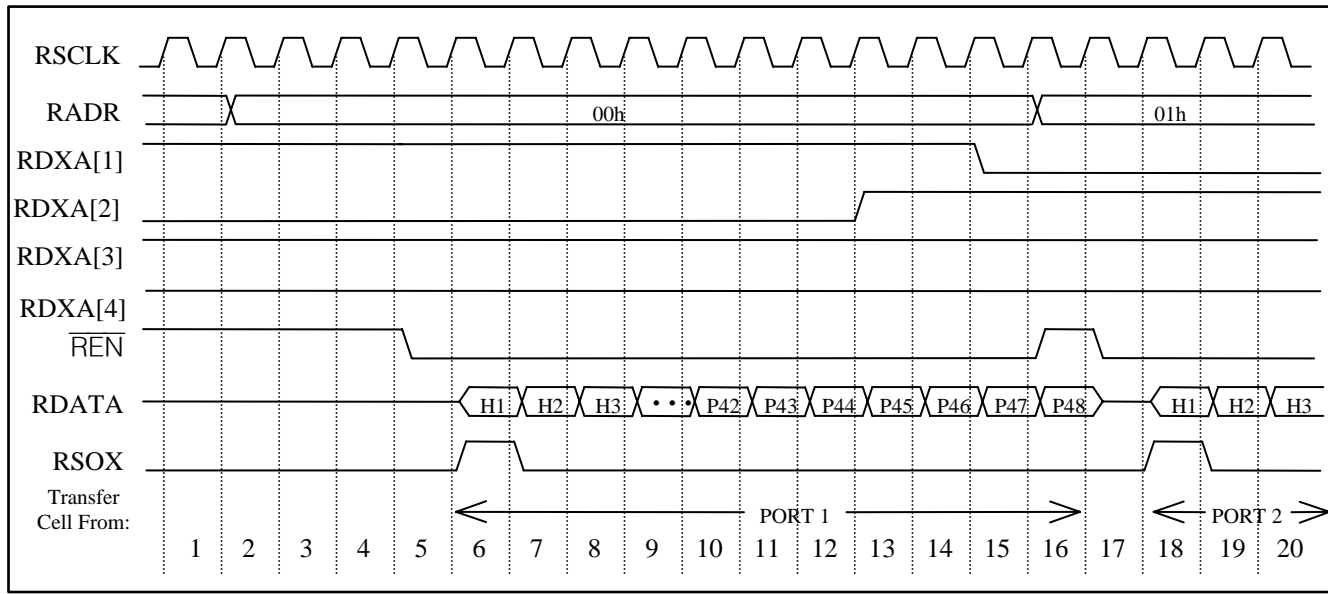 RSCLK
RADR 00h 01h
RDXA[1]
RDXA[2]
RDXA[3]
RDXA[4]
REN
RDATA H1 H2 H3 ••• P42 P43 P44 P45 P46 P47 P48 H1 H2 H3
RSOX
Transfer
Cell From: PORT 1 PORT 2
1 2 3 4 5 6 7 8 9 10 11 12 13 14 15 16 17 18 19 20